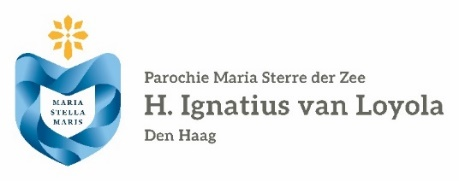 MARIA
STELLA
MARIS
Parochie Maria Sterre der Zee
H. Ignatius van Loyola
Den Haag